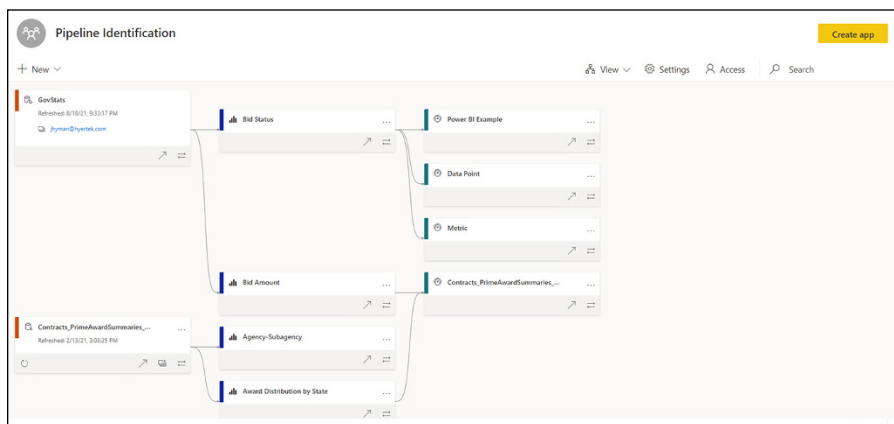 Pipeline Identification
Create app
New
View
Settings
Access
Search
GovStats
Refreshed: 8/10/21, 9:33:17 PM
jhyman@hyertek.com
Bid Status
...
Power BI Example
...
Data Point
...
Metric
...
Bid Amount
...
Contracts_PrimeAwardSummaries_...
...
Contracts_PrimeAwardSummaries_...
...
Refreshed: 2/13/21, 3:03:25 PM
Agency-Subagency
...
Award Distribution by State
...